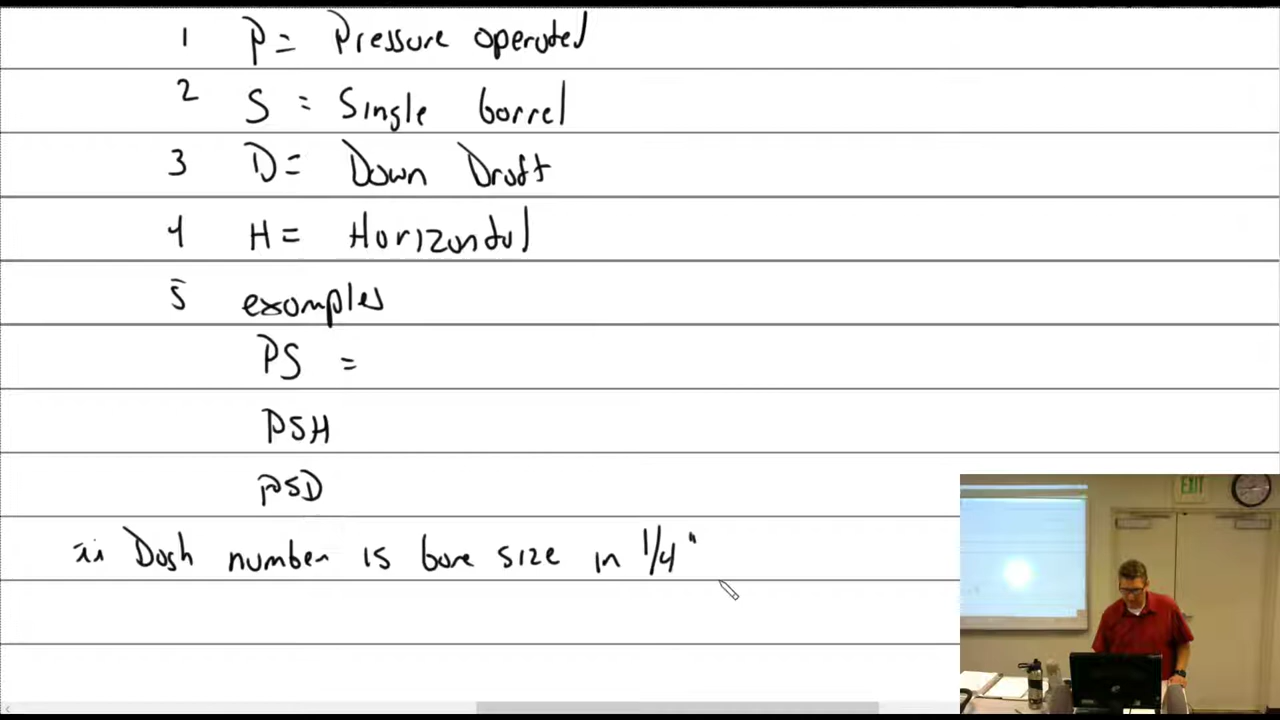 1 P = Pressure operated
2 S = Single barrel
3 D = Down Draft
4 H = Horizontal
5 examples
PS =
PSH
PSD
ii Dash number is bore size in 1/4"
EXIT